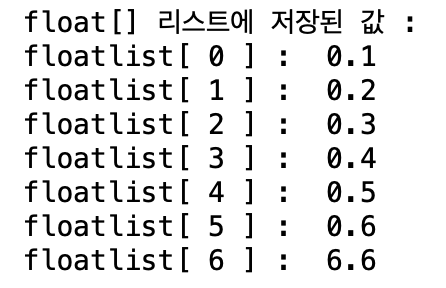 float[] 리스트에 저장된 값 :
floatlist[ 0 ] :  0.1
floatlist[ 1 ] :  0.2
floatlist[ 2 ] :  0.3
floatlist[ 3 ] :  0.4
floatlist[ 4 ] :  0.5
floatlist[ 5 ] :  0.6
floatlist[ 6 ] :  6.6